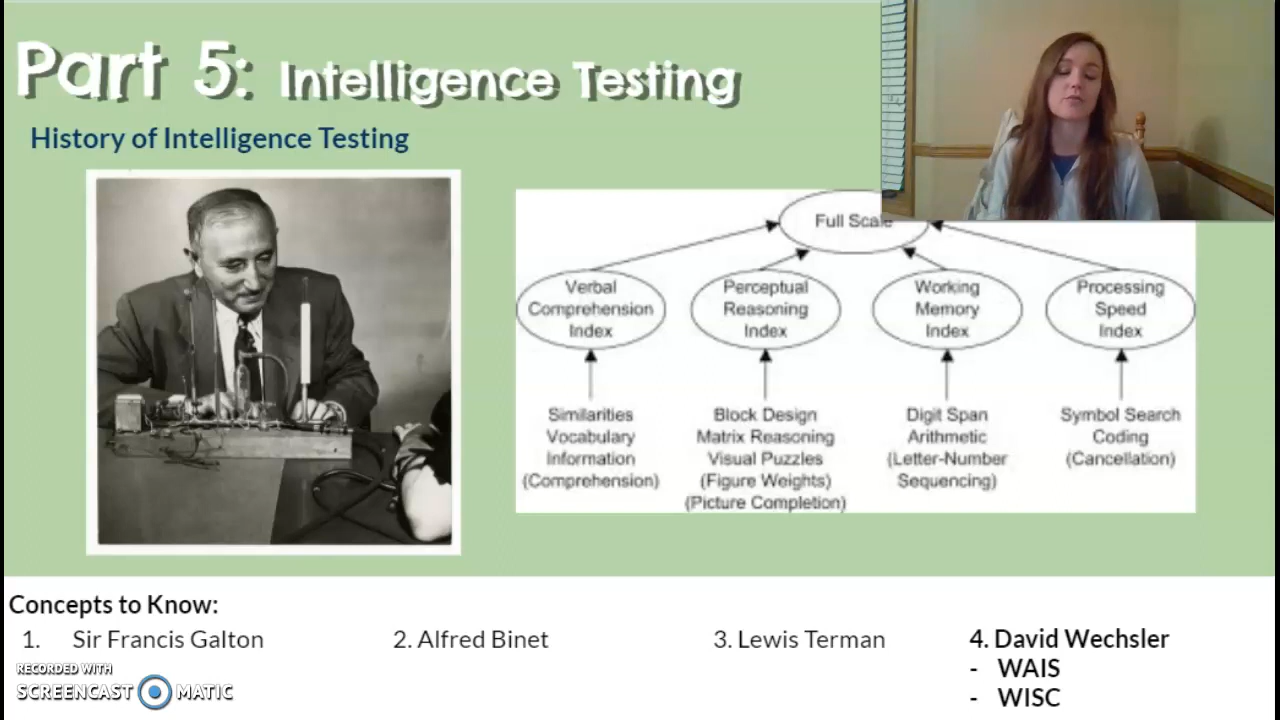 Part 5: Intelligence Testing
History of Intelligence Testing
Full Scale
Verbal
Comprehension
Index
Perceptual
Reasoning
Index
Working
Memory
Index
Processing
Speed
Index
Similarities
Vocabulary
Information
(Comprehension)
Block Design
Matrix Reasoning
Visual Puzzles
(Figure Weights)
(Picture Completion)
Digit Span
Arithmetic
(Letter-Number
Sequencing)
Symbol Search
Coding
(Cancellation)
Concepts to Know:
1. Sir Francis Galton
2. Alfred Binet
3. Lewis Terman
4. David Wechsler
- WAIS
- WISC
RECORDED WITH
SCREENCAST MATIC